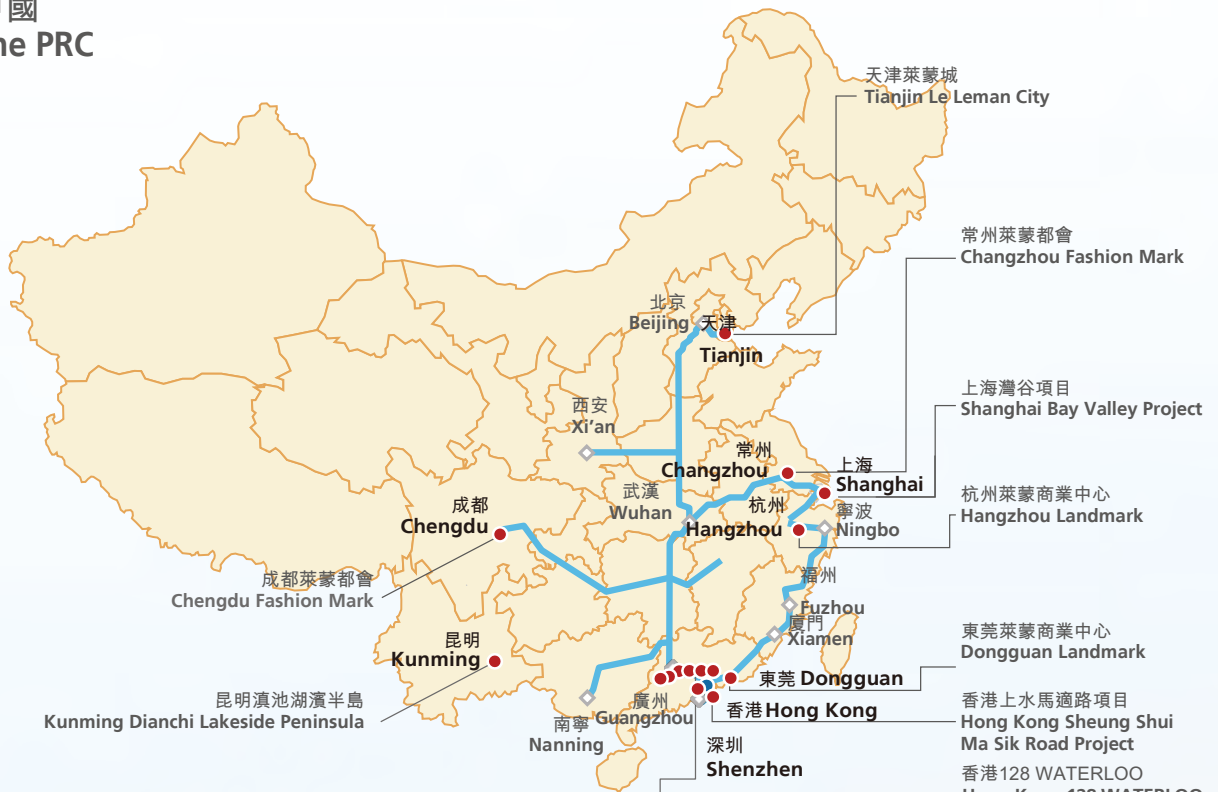 國
ne PRC
天津萊蒙城
Tianjin Le Leman City
常州萊蒙都會
Changzhou Fashion Mark
北京
Beijing
天津
Tianjin
上海灣谷項目
Shanghai Bay Valley Project
西安
Xi'an
常州
Changzhou
上海
Shanghai
武漢
Wuhan
杭州
Hangzhou
寧波
Ningbo
杭州萊蒙商業中心
Hangzhou Landmark
成都
Chengdu
成都萊蒙都會
Chengdu Fashion Mark
福州
Fuzhou
廈門
Xiamen
昆明
Kunming
東莞萊蒙商業中心
Dongguan Landmark
東莞 Dongguan
昆明滇池湖濱半島
Kunming Dianchi Lakeside Peninsula
廣州
Guangzhou
香港 Hong Kong
南寧
Nanning
香港上水馬適路項目
Hong Kong Sheung Shui
Ma Sik Road Project
深圳
Shenzhen
香港128 WATERLOO
Hong Kong 128 WATERLOO